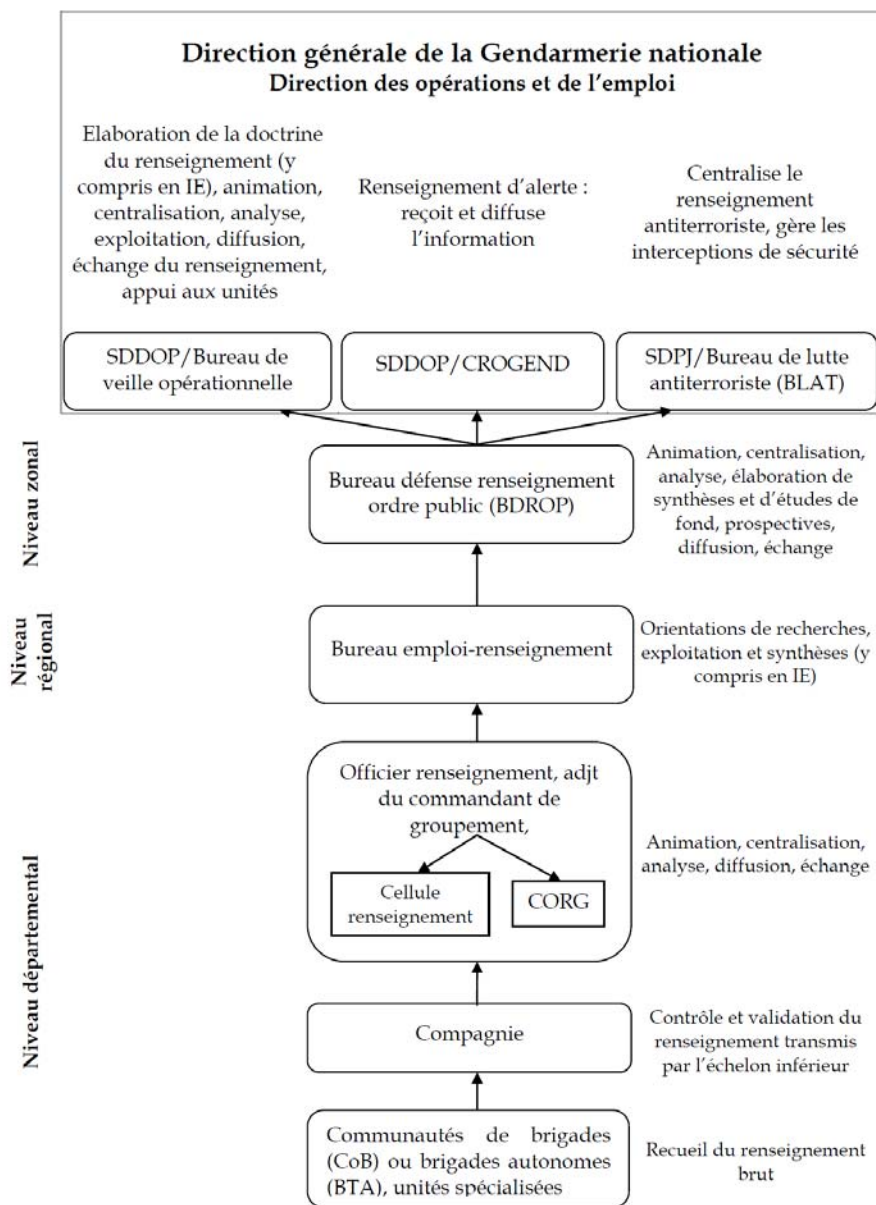 Direction générale de la Gendarmerie nationale
Direction des opérations et de l'emploi
Elaboration de la doctrine
du renseignement (y
compris en IE), animation,
centralisation, analyse,
exploitation, diffusion,
échange du renseignement,
appui aux unités
Renseignement d'alerte :
reçoit et diffuse
l'information
Centralise le
renseignement
antiterroriste, gère les
interceptions de sécurité
SDDOP/Bureau de
veille opérationnelle
SDDOP/CROGEND
SDPJ/Bureau de lutte
antiterroriste (BLAT)
Niveau zonal
Bureau défense renseignement
ordre public (BDROP)
Animation, centralisation,
analyse, élaboration de
synthèses et d'études de
fond, prospectives,
diffusion, échange
Niveau
régional
Bureau emploi-renseignement
Orientations de recherches,
exploitation et synthèses (y
compris en IE)
Niveau départemental
Officier renseignement, adjt
du commandant de
groupement,
Cellule
renseignement
CORG
Animation, centralisation,
analyse, diffusion, échange
Compagnie
Contrôle et validation du
renseignement transmis
par l'échelon inférieur
Communautés de brigades
(CoB) ou brigades autonomes
(BTA), unités spécialisées
Recueil du renseignement
brut